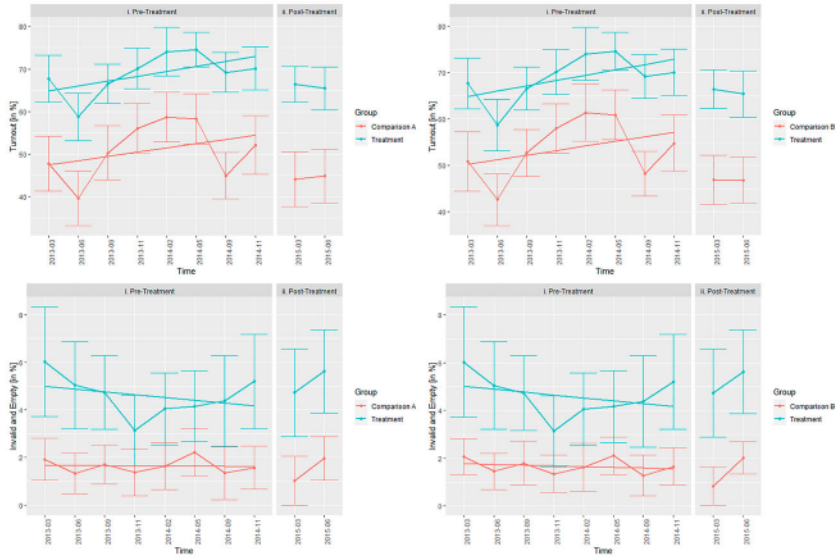 i. Pre-Treatment
ii. Post-Treatment
80
70
60
50
40
Turnout [in %]
2013-03
2013-06
2013-09
2013-11
2014-02
2014-05
2014-09
2014-11
2015-03
2015-06
Time
Group
Comparison A
Treatment
i. Pre-Treatment
ii. Post-Treatment
80
70
60
50
40
Turnout [in %]
2013-03
2013-06
2013-09
2013-11
2014-02
2014-05
2014-09
2014-11
2015-03
2015-06
Time
Group
Comparison B
Treatment
i. Pre-Treatment
ii. Post-Treatment
8
6
4
2
0
Invalid and Empty [in %]
2013-03
2013-06
2013-09
2013-11
2014-02
2014-05
2014-09
2014-11
2015-03
2015-06
Time
Group
Comparison A
Treatment
i. Pre-Treatment
ii. Post-Treatment
8
6
4
2
0
Invalid and Empty [in %]
2013-03
2013-06
2013-09
2013-11
2014-02
2014-05
2014-09
2014-11
2015-03
2015-06
Time
Group
Comparison B
Treatment